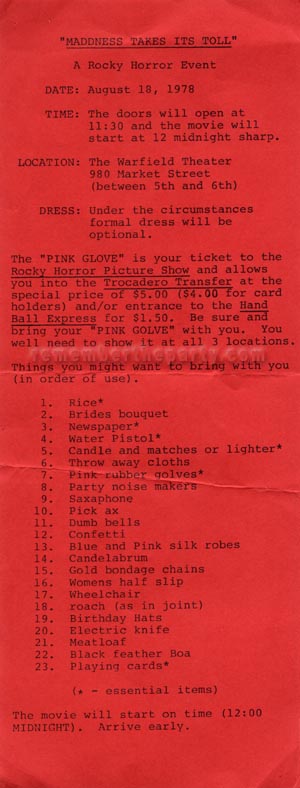 "MADDNESS TAKES ITS TOLL"
A Rocky Horror Event
DATE: August 18, 1978
TIME: The doors will open at
11:30 and the movie will
start at 12 midnight sharp.
LOCATION: The Warfield Theater
980 Market Street
(between 5th and 6th)
DRESS: Under the circumstances
formal dress will be
optional.
The "PINK GLOVE" is your ticket to the
Rocky Horror Picture Show and allows
you into the Trocadero Transfer at the
special price of $5.00 ($4.00 for card
holders) and/or entrance to the Hand
Ball Express for $1.50. Be sure and
bring your "PINK GOLVE" with you. You
well need to show it at all 3 locations.
remembertheparty.com
Things you might want to bring with you
(in order of use).
1. Rice*
2. Brides bouquet
3. Newspaper*
4. Water Pistol*
5. Candle and matches or lighter*
6. Throw away cloths
7. Pink rubber golves*
8. Party noise makers
9. Saxaphone
10. Pick ax
11. Dumb bells
12. Confetti
13. Blue and Pink silk robes
14. Candelabrum
15. Gold bondage chains
16. Womens half slip
17. Wheelchair
18. roach (as in joint)
19. Birthday Hats
20. Electric knife
21. Meatloaf
22. Black feather Boa
23. Playing cards*
(* - essential items)
The movie will start on time (12:00
MIDNIGHT). Arrive early.